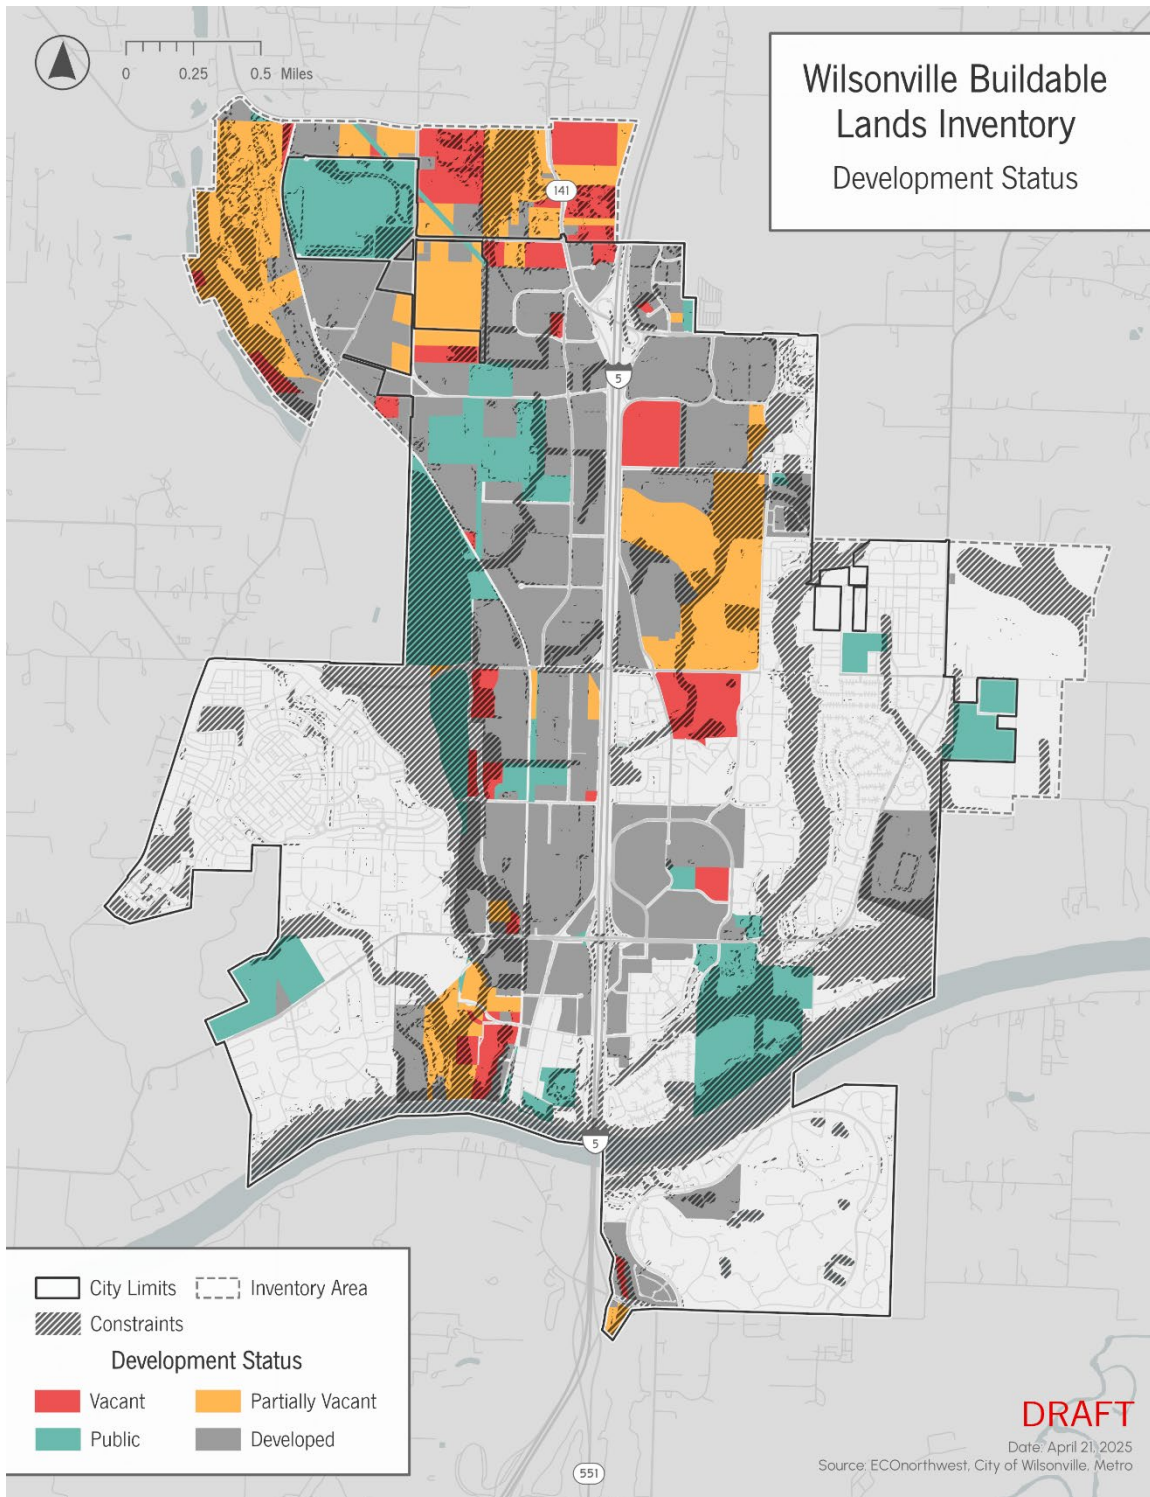 0 0.25 0.5 Miles
Wilsonville Buildable
Lands Inventory
Development Status
141
5
5
551
City Limits
Inventory Area
Constraints
Development Status
Vacant
Partially Vacant
Public
Developed
DRAFT
Date: April 21, 2025
Source: ECOnorthwest, City of Wilsonville, Metro